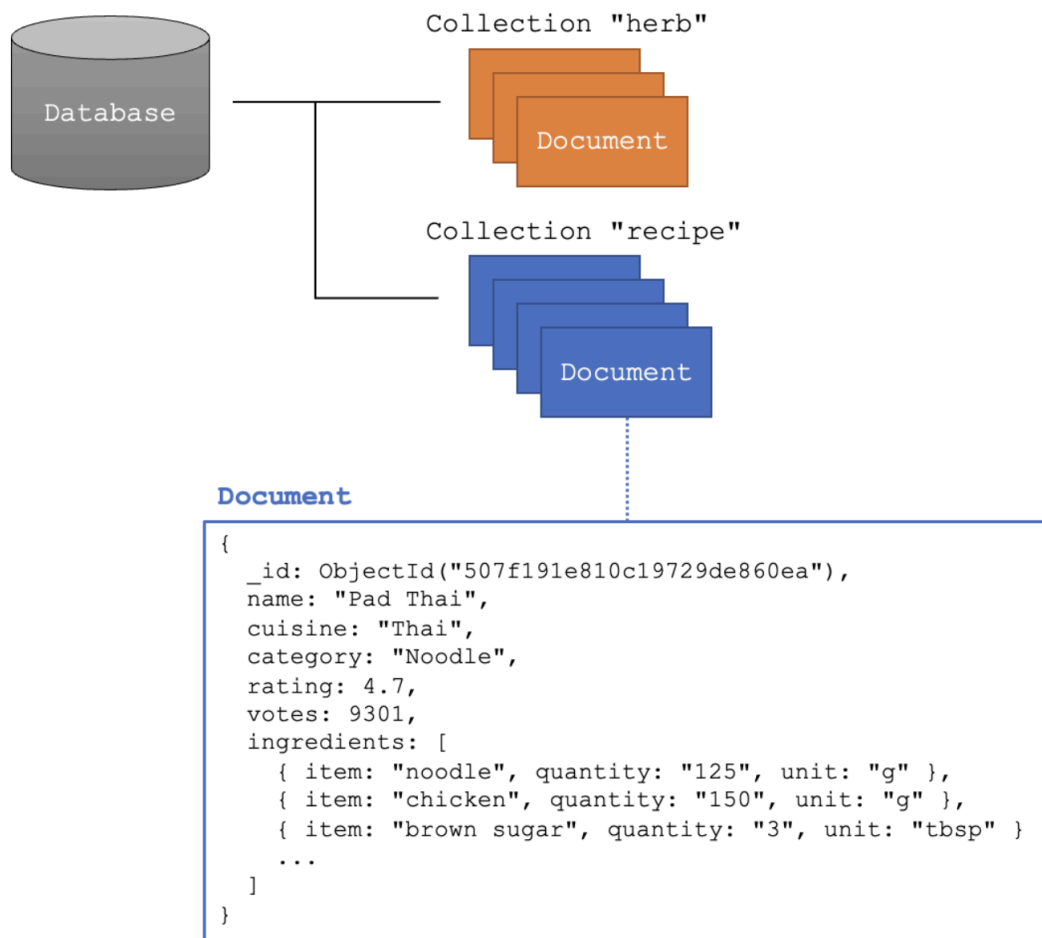 Database
Collection "herb"
Document
Collection "recipe"
Document
Document
{
  _id: ObjectId("507f191e810c19729de860ea"),
  name: "Pad Thai",
  cuisine: "Thai",
  category: "Noodle",
  rating: 4.7,
  votes: 9301,
  ingredients: [
    { item: "noodle", quantity: "125", unit: "g" },
    { item: "chicken", quantity: "150", unit: "g" },
    { item: "brown sugar", quantity: "3", unit: "tbsp" }
    ...
  ]
}